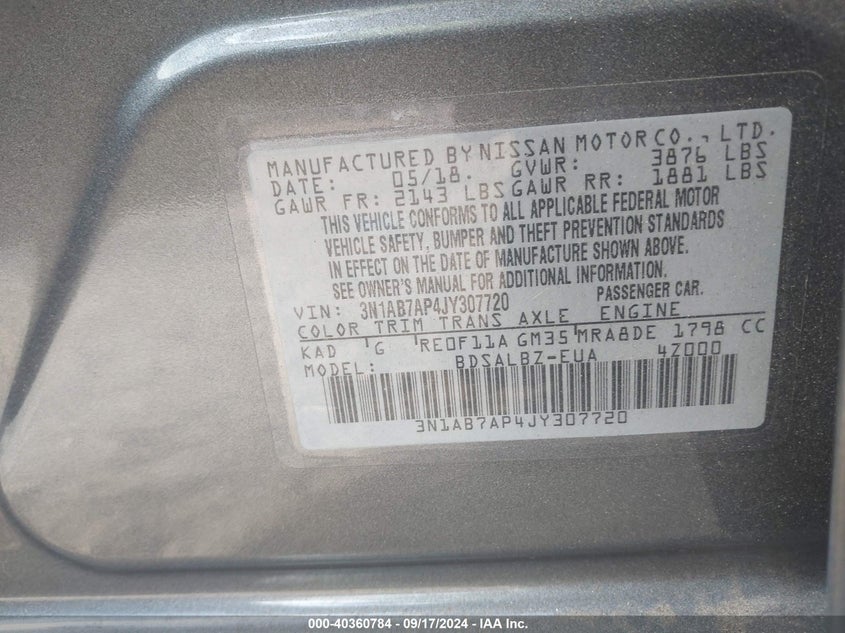 MANUFACTURED BY NISSAN MOTOR CO., LTD.
DATE: 05/18. GVWR: 3876 LBS
GAWR FR: 2143 LBS GAWR RR: 1881 LBS
THIS VEHICLE CONFORMS TO ALL APPLICABLE FEDERAL MOTOR
VEHICLE SAFETY, BUMPER AND THEFT PREVENTION STANDARDS
IN EFFECT ON THE DATE OF MANUFACTURE SHOWN ABOVE.
SEE OWNER'S MANUAL FOR ADDITIONAL INFORMATION.
VIN: 3N1AB7AP4JY307720 PASSENGER CAR.
COLOR TRIM TRANS AXLE ENGINE
KAD G RE0F11A GM35 MRA8DE 1798 CC
MODEL: BDSALBZ-EUA 4Z000
3N1AB7AP4JY307720
000-40360784 - 09/17/2024 - IAA Inc.